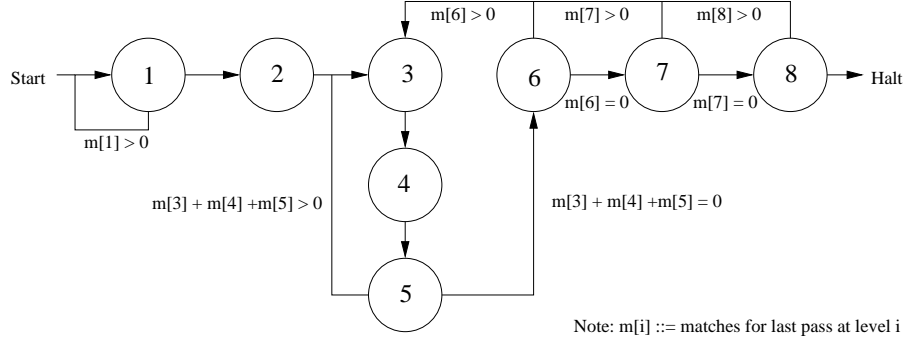 m[6] > 0
m[7] > 0
m[8] > 0
Start
1
2
3
6
7
8
Halt
m[6] = 0
m[7] = 0
m[1] > 0
4
m[3] + m[4] +m[5] > 0
m[3] + m[4] +m[5] = 0
5
Note: m[i] ::= matches for last pass at level i